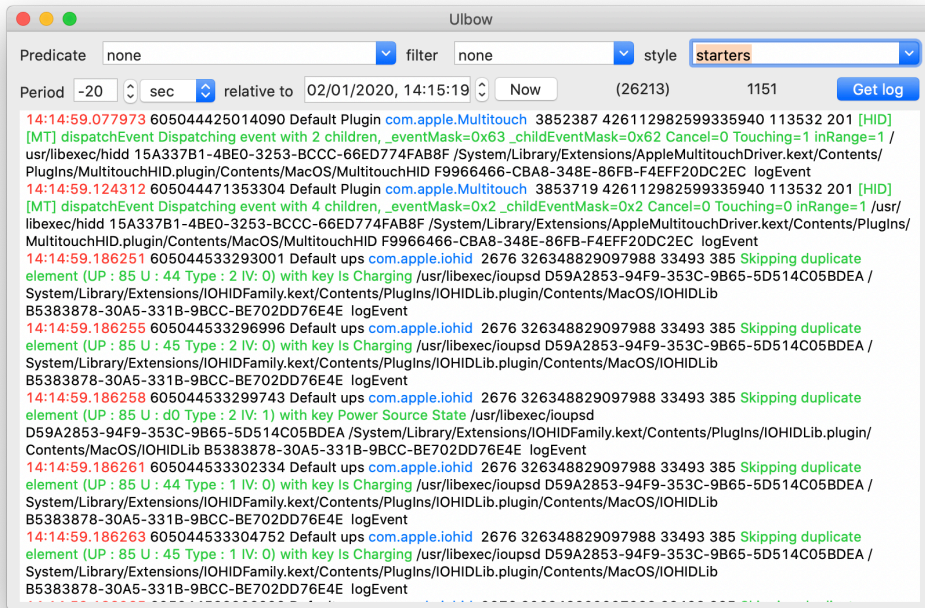 Ulbow
Predicate none filter none style starters
Period -20 sec relative to 02/01/2020, 14:15:19 Now (26213) 1151 Get log
14:14:59.077973 605044425014090 Default Plugin com.apple.Multitouch 3852387 426112982599335940 113532 201 [HID]
[MT] dispatchEvent Dispatching event with 2 children, _eventMask=0x63 _childEventMask=0x62 Cancel=0 Touching=1 inRange=1 /
usr/libexec/hidd 15A337B1-4BE0-3253-BCCC-66ED774FAB8F /System/Library/Extensions/AppleMultitouchDriver.kext/Contents/
PlugIns/MultitouchHID.plugin/Contents/MacOS/MultitouchHID F9966466-CBA8-348E-86FB-F4EFF20DC2EC logEvent
14:14:59.124312 605044471353304 Default Plugin com.apple.Multitouch 3853719 426112982599335940 113532 201 [HID]
[MT] dispatchEvent Dispatching event with 4 children, _eventMask=0x2 _childEventMask=0x2 Cancel=0 Touching=0 inRange=1 /usr/
libexec/hidd 15A337B1-4BE0-3253-BCCC-66ED774FAB8F /System/Library/Extensions/AppleMultitouchDriver.kext/Contents/PlugIns/
MultitouchHID.plugin/Contents/MacOS/MultitouchHID F9966466-CBA8-348E-86FB-F4EFF20DC2EC logEvent
14:14:59.186251 605044533293001 Default ups com.apple.iohid 2676 326348829097988 33493 385 Skipping duplicate
element (UP : 85 U : 44 Type : 2 IV: 0) with key Is Charging /usr/libexec/ioupsd D59A2853-94F9-353C-9B65-5D514C05BDEA /
System/Library/Extensions/IOHIDFamily.kext/Contents/PlugIns/IOHIDLib.plugin/Contents/MacOS/IOHIDLib
B5383878-30A5-331B-9BCC-BE702DD76E4E logEvent
14:14:59.186255 605044533296996 Default ups com.apple.iohid 2676 326348829097988 33493 385 Skipping duplicate
element (UP : 85 U : 45 Type : 2 IV: 0) with key Is Charging /usr/libexec/ioupsd D59A2853-94F9-353C-9B65-5D514C05BDEA /
System/Library/Extensions/IOHIDFamily.kext/Contents/PlugIns/IOHIDLib.plugin/Contents/MacOS/IOHIDLib
B5383878-30A5-331B-9BCC-BE702DD76E4E logEvent
14:14:59.186258 605044533299743 Default ups com.apple.iohid 2676 326348829097988 33493 385 Skipping duplicate
element (UP : 85 U : d0 Type : 2 IV: 1) with key Power Source State /usr/libexec/ioupsd
D59A2853-94F9-353C-9B65-5D514C05BDEA /System/Library/Extensions/IOHIDFamily.kext/Contents/PlugIns/IOHIDLib.plugin/
Contents/MacOS/IOHIDLib B5383878-30A5-331B-9BCC-BE702DD76E4E logEvent
14:14:59.186261 605044533302334 Default ups com.apple.iohid 2676 326348829097988 33493 385 Skipping duplicate
element (UP : 85 U : 44 Type : 1 IV: 0) with key Is Charging /usr/libexec/ioupsd D59A2853-94F9-353C-9B65-5D514C05BDEA /
System/Library/Extensions/IOHIDFamily.kext/Contents/PlugIns/IOHIDLib.plugin/Contents/MacOS/IOHIDLib
B5383878-30A5-331B-9BCC-BE702DD76E4E logEvent
14:14:59.186263 605044533304752 Default ups com.apple.iohid 2676 326348829097988 33493 385 Skipping duplicate
element (UP : 85 U : 45 Type : 1 IV: 0) with key Is Charging /usr/libexec/ioupsd D59A2853-94F9-353C-9B65-5D514C05BDEA /
System/Library/Extensions/IOHIDFamily.kext/Contents/PlugIns/IOHIDLib.plugin/Contents/MacOS/IOHIDLib
B5383878-30A5-331B-9BCC-BE702DD76E4E logEvent